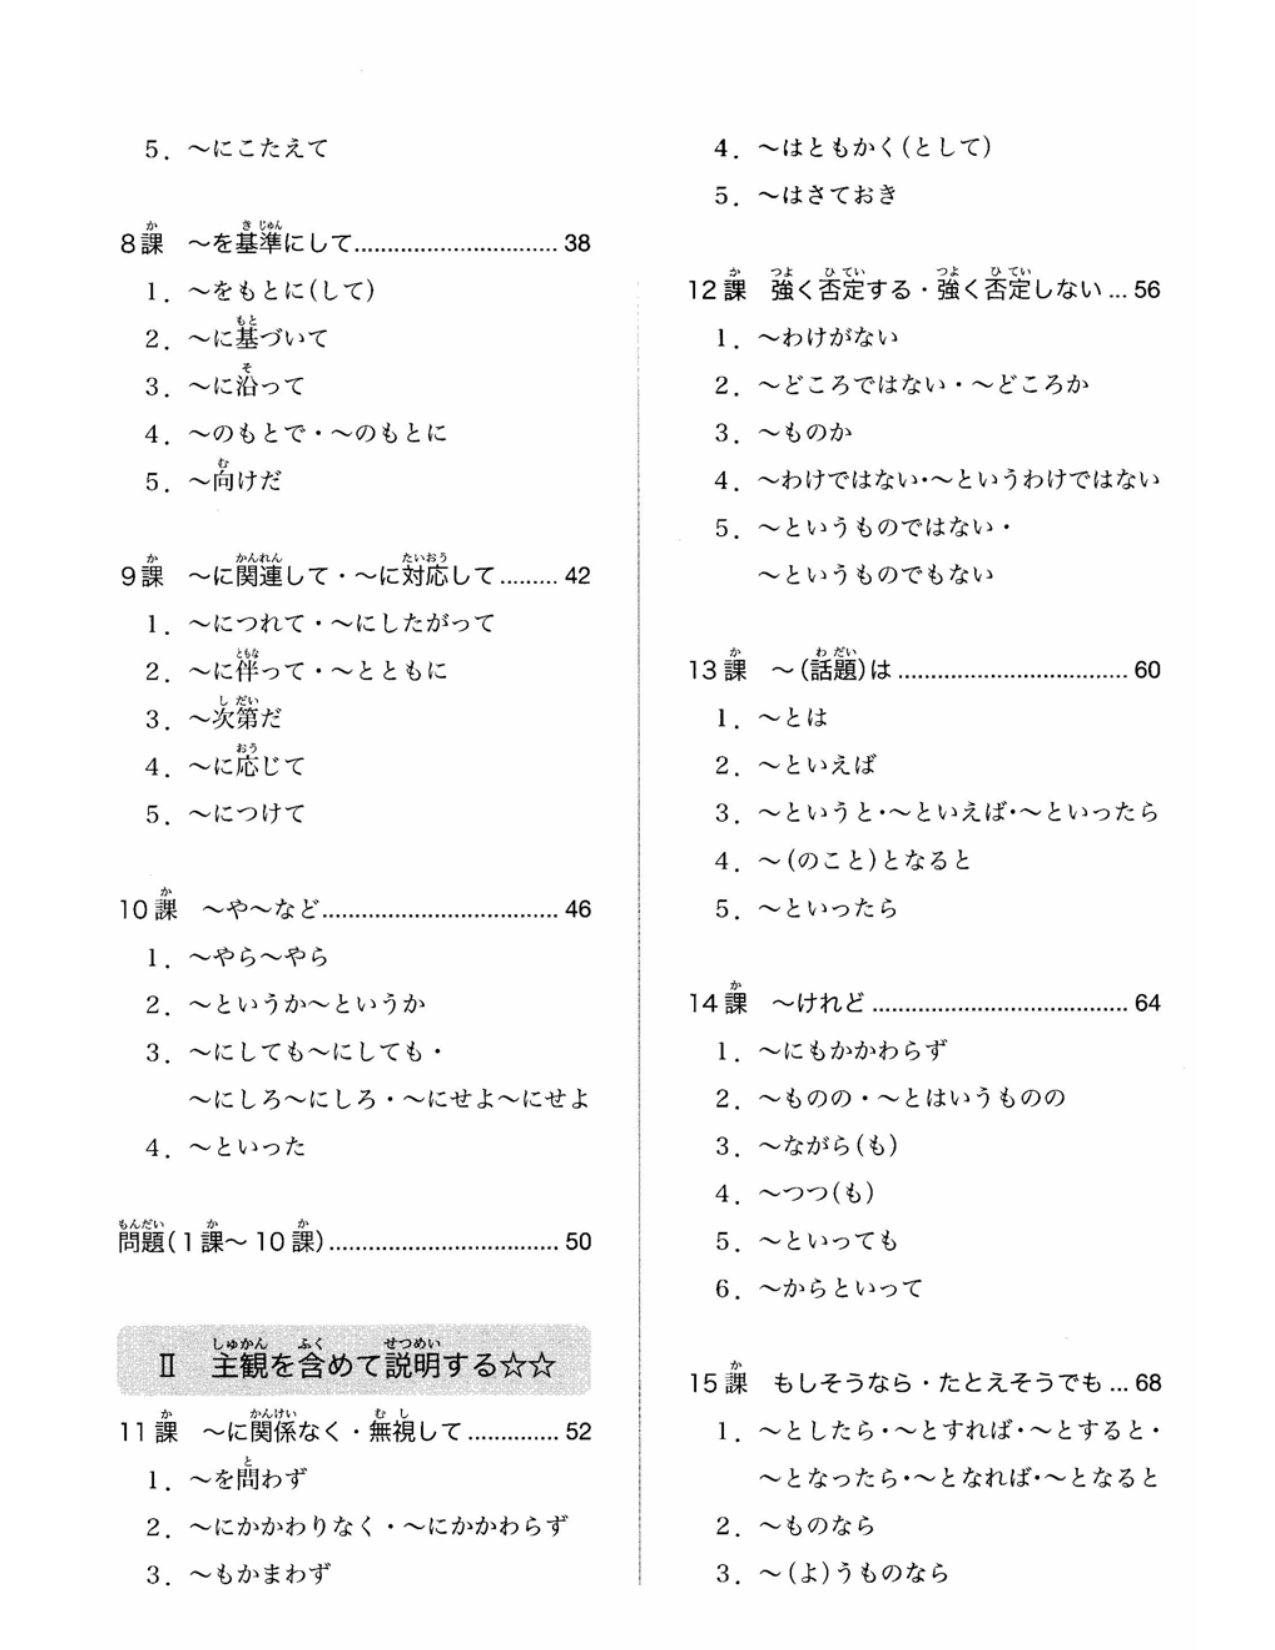 5．～にこたえて
8課　～を基準にして............................... 38
1．～をもとに(して)
2．～に基づいて
3．～に沿って
4．～のもとで・～のもとに
5．～向けだ
9課　～に関連して・～に対応して......... 42
1．～につれて・～にしたがって
2．～に伴って・～とともに
3．～次第だ
4．～に応じて
5．～につけて
10課　～や～など.................................... 46
1．～やら～やら
2．～というか～というか
3．～にしても～にしても・
～にしろ～にしろ・～にせよ～にせよ
4．～といった
問題(1課～10課)................................... 50
Ⅱ　主観を含めて説明する☆☆
11課　～に関係なく・無視して.............. 52
1．～を問わず
2．～にかかわりなく・～にかかわらず
3．～もかまわず
4．～はともかく(として)
5．～はさておき
12課　強く否定する・強く否定しない... 56
1．～わけがない
2．～どころではない・～どころか
3．～ものか
4．～わけではない・～というわけではない
5．～というものではない・
～というものでもない
13課　～(話題)は................................... 60
1．～とは
2．～といえば
3．～というと・～といえば・～といったら
4．～(のこと)となると
5．～といったら
14課　～けれど....................................... 64
1．～にもかかわらず
2．～ものの・～とはいうものの
3．～ながら(も)
4．～つつ(も)
5．～といっても
6．～からといって
15課　もしそうなら・たとえそうでも... 68
1．～としたら・～とすれば・～とすると・
～となったら・～となれば・～となると
2．～ものなら
3．～(よ)うものなら